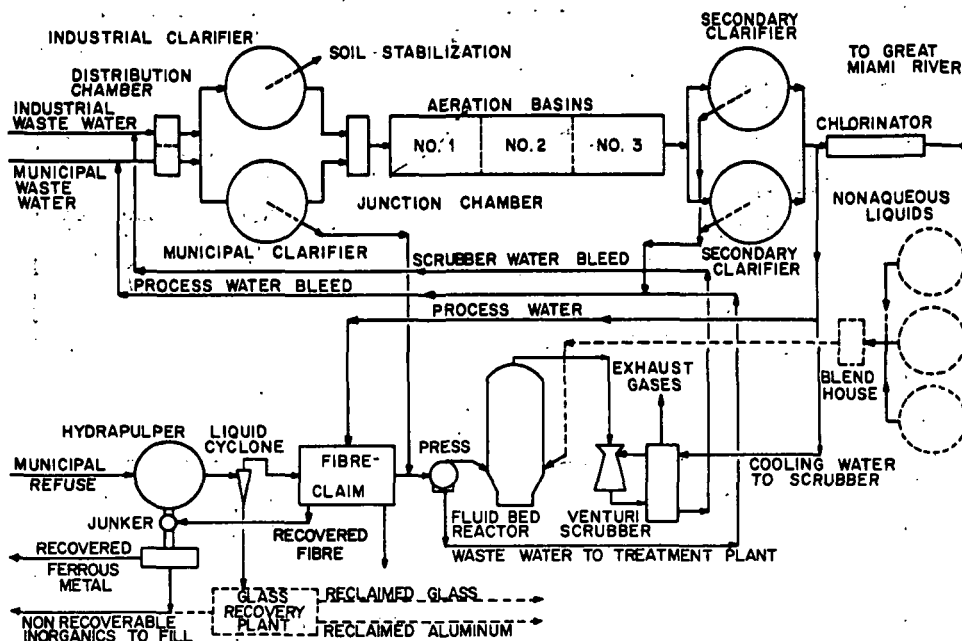 INDUSTRIAL CLARIFIER
SOIL STABILIZATION
SECONDARY
CLARIFIER
TO GREAT
MIAMI RIVER
DISTRIBUTION
CHAMBER
INDUSTRIAL
WASTE WATER
AERATION BASINS
NO. 1
NO. 2
NO. 3
CHLORINATOR
MUNICIPAL
WASTE
WATER
JUNCTION CHAMBER
NONAQUEOUS
LIQUIDS
MUNICIPAL CLARIFIER
SECONDARY
CLARIFIER
SCRUBBER WATER BLEED
PROCESS WATER BLEED
PROCESS WATER
EXHAUST
GASES
BLEND
HOUSE
HYDRAPULPER
LIQUID
CYCLONE
PRESS
MUNICIPAL
REFUSE
FIBRE-
CLAIM
COOLING WATER
TO SCRUBBER
JUNKER
RECOVERED
FIBRE
FLUID BED
REACTOR
VENTURI
SCRUBBER
RECOVERED
FERROUS
METAL
WASTE WATER TO TREATMENT PLANT
GLASS
RECOVERY
PLANT
RECLAIMED GLASS
RECLAIMED ALUMINUM
NON RECOVERABLE
INORGANICS TO FILL